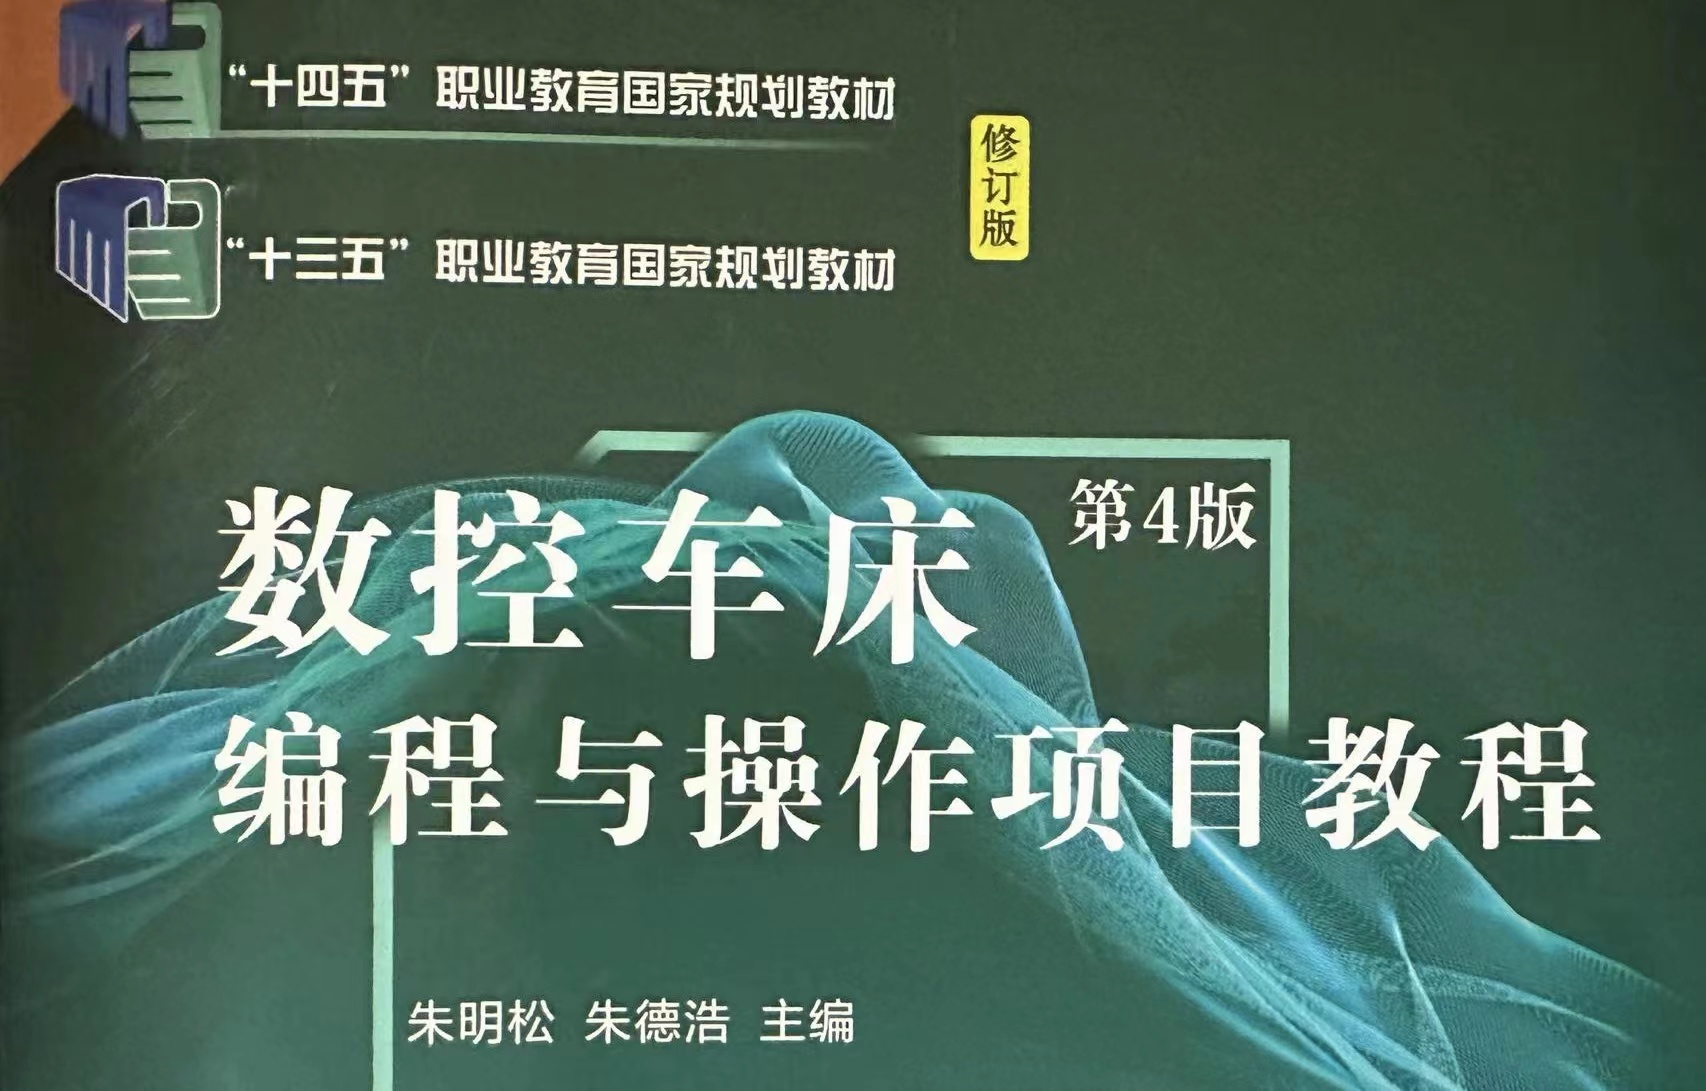 “十四五”职业教育国家规划教材
修订版
“十三五”职业教育国家规划教材
数控车床 第4版
编程与操作项目教程
朱明松 朱德浩 主编